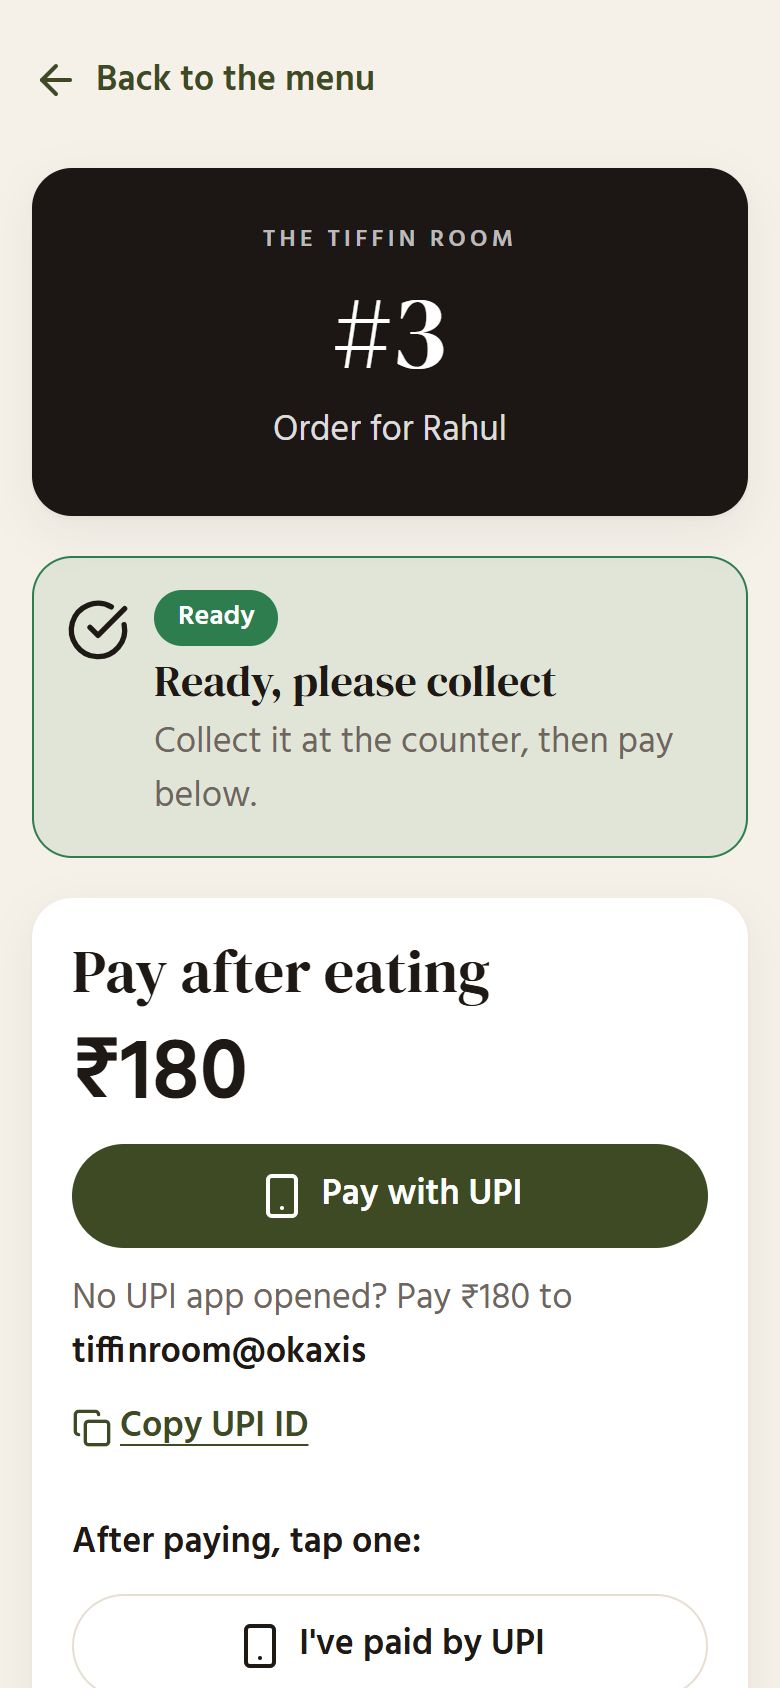 Back to the menu
THE TIFFIN ROOM
#3
Order for Rahul
Ready
Ready, please collect
Collect it at the counter, then pay
below.
Pay after eating
₹180
Pay with UPI
No UPI app opened? Pay ₹180 to
tiffinroom@okaxis
Copy UPI ID
After paying, tap one:
I've paid by UPI